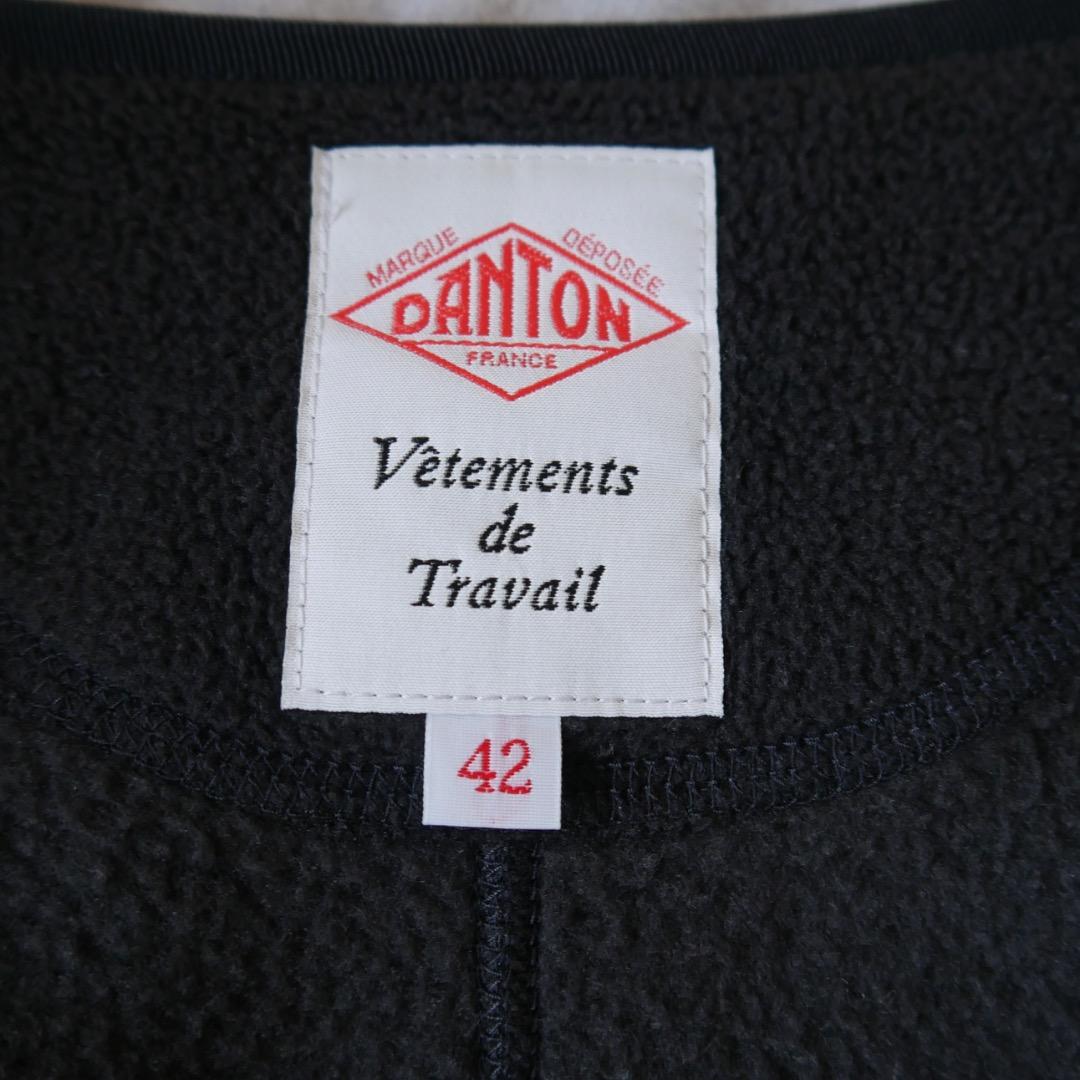 MARQUE DÉPOSÉE
DANTON
FRANCE
Vêtements
de
Travail
42